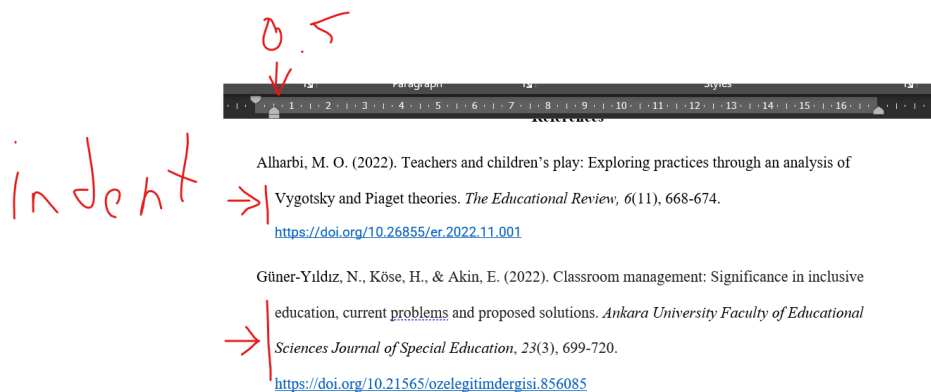 0.5
Paragraph Styles
1 2 3 4 5 6 7 8 9 10 11 12 13 14 15 16
References
indent
Alharbi, M. O. (2022). Teachers and children’s play: Exploring practices through an analysis of
Vygotsky and Piaget theories. The Educational Review, 6(11), 668-674.
https://doi.org/10.26855/er.2022.11.001
Güner-Yıldız, N., Köse, H., & Akin, E. (2022). Classroom management: Significance in inclusive
education, current problems and proposed solutions. Ankara University Faculty of Educational
Sciences Journal of Special Education, 23(3), 699-720.
https://doi.org/10.21565/ozelegitimdergisi.856085